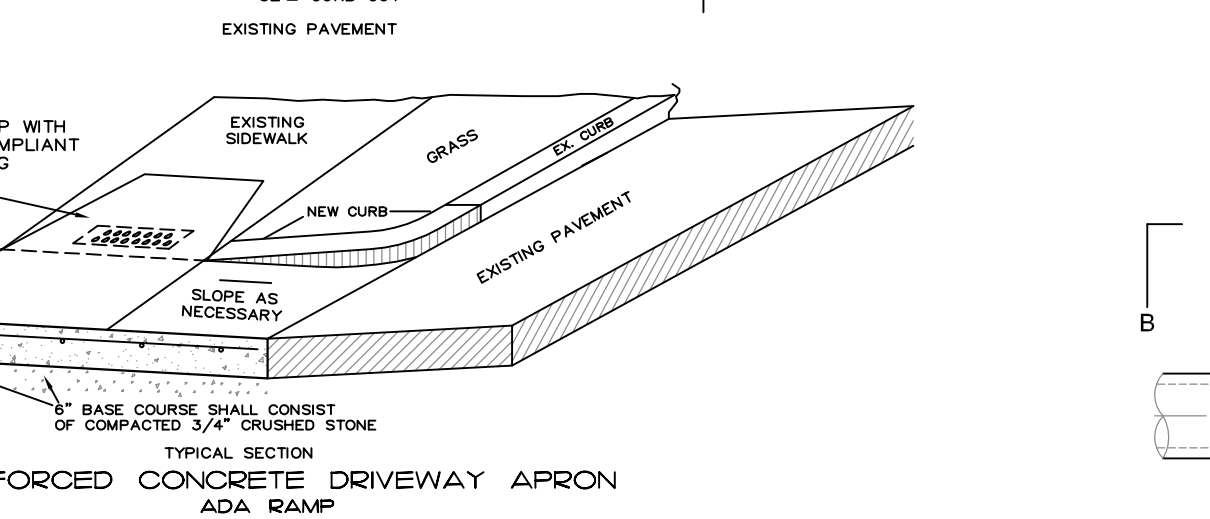 EXISTING PAVEMENT
P WITH
MPLIANT
G
EXISTING
SIDEWALK
GRASS
EX. CURB
NEW CURB
EXISTING PAVEMENT
SLOPE AS
NECESSARY
B
6" BASE COURSE SHALL CONSIST
OF COMPACTED 3/4" CRUSHED STONE
TYPICAL SECTION
FORCED CONCRETE DRIVEWAY APRON
ADA RAMP